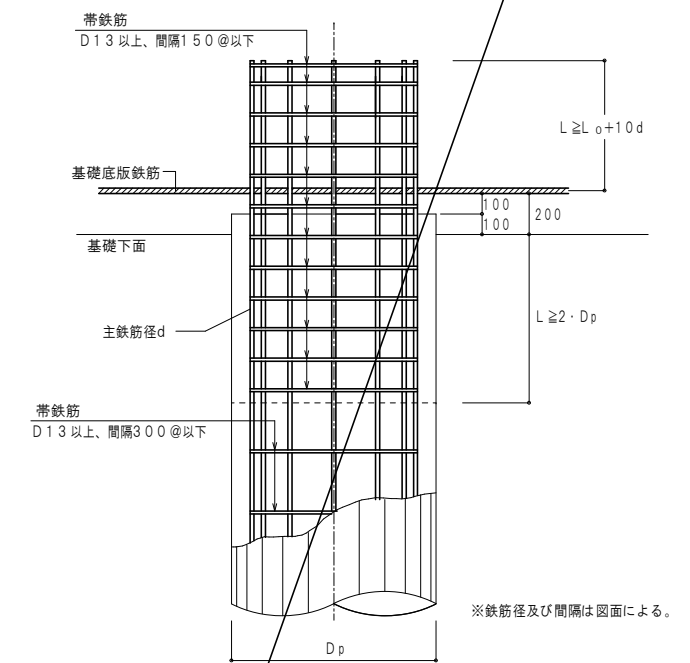 帯鉄筋
D13以上、間隔150@以下
L≧L₀+10d
基礎底版鉄筋
100
200
100
基礎下面
L≧2・Dp
主鉄筋径d
帯鉄筋
D13以上、間隔300@以下
※鉄筋径及び間隔は図面による。
Dp